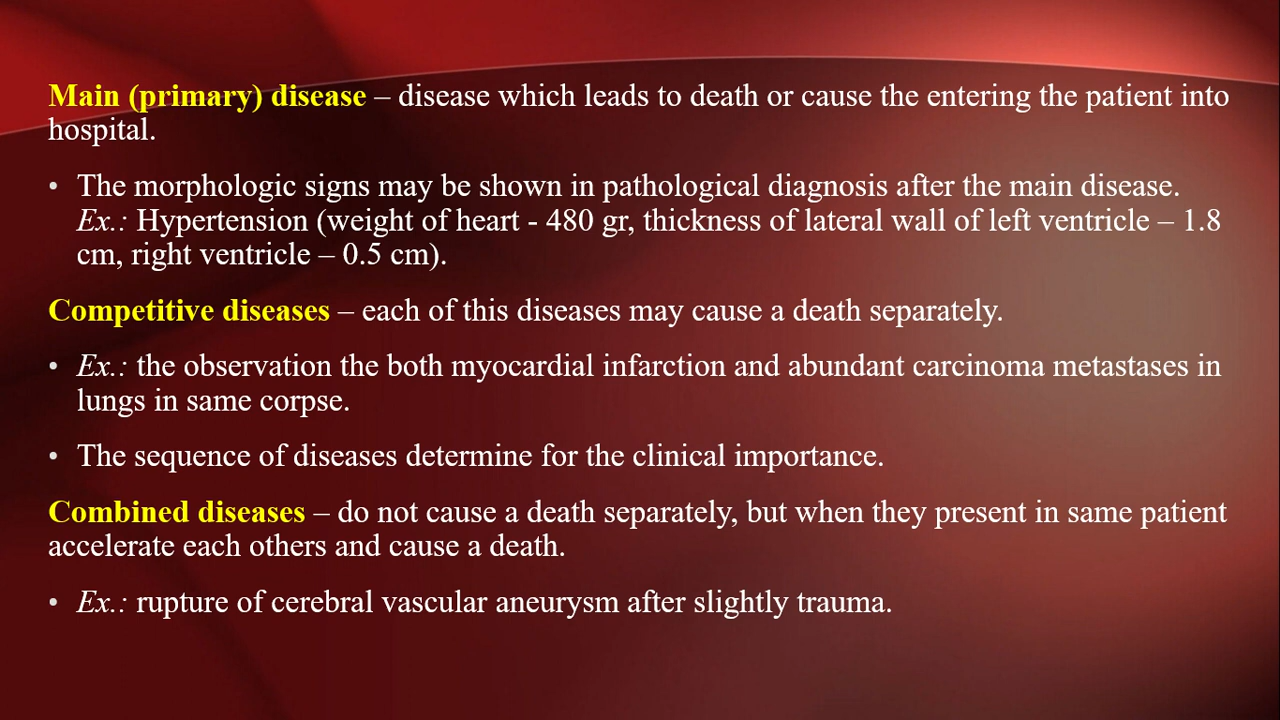 Main (primary) disease – disease which leads to death or cause the entering the patient into
hospital.
• The morphologic signs may be shown in pathological diagnosis after the main disease.
Ex.: Hypertension (weight of heart - 480 gr, thickness of lateral wall of left ventricle – 1.8
cm, right ventricle – 0.5 cm).
Competitive diseases – each of this diseases may cause a death separately.
• Ex.: the observation the both myocardial infarction and abundant carcinoma metastases in
lungs in same corpse.
• The sequence of diseases determine for the clinical importance.
Combined diseases – do not cause a death separately, but when they present in same patient
accelerate each others and cause a death.
• Ex.: rupture of cerebral vascular aneurysm after slightly trauma.